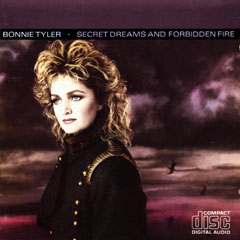 BONNIE TYLER · SECRET DREAMS AND FORBIDDEN FIRE
COMPACT
disc
DIGITAL AUDIO